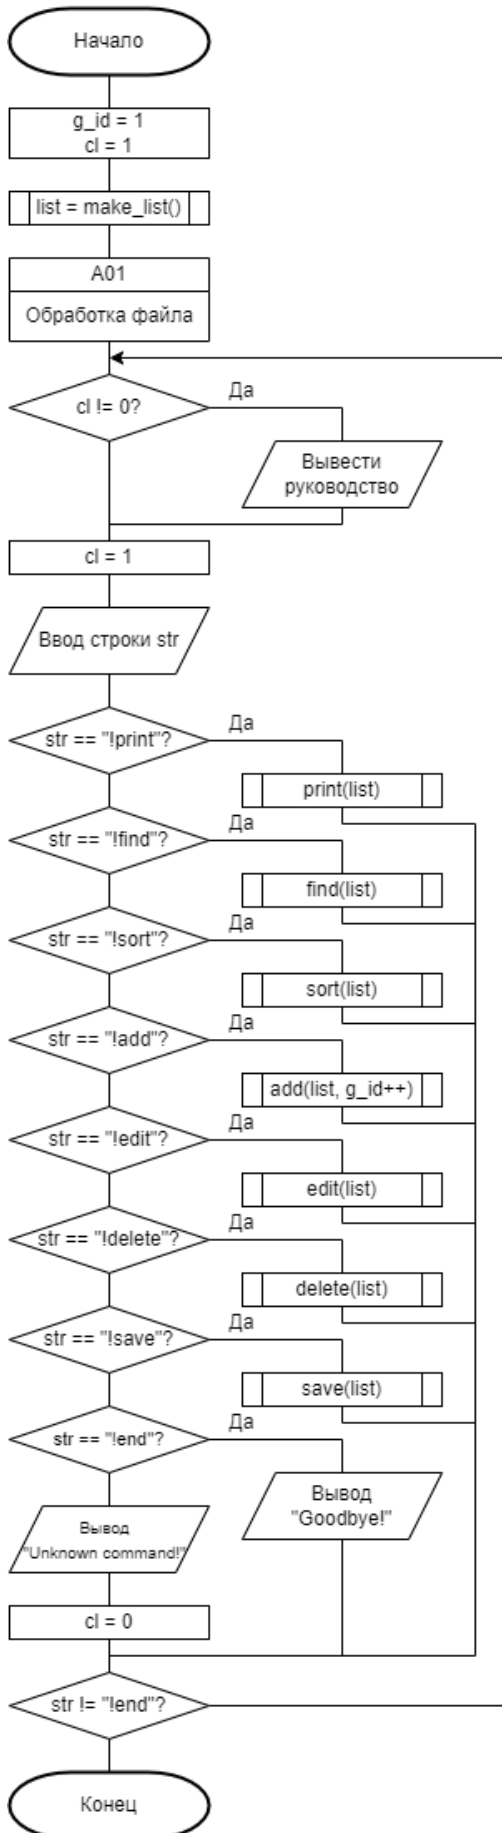 Начало
g_id = 1
cl = 1
list = make_list()
A01
Обработка файла
cl != 0?
Да
Вывести
руководство
cl = 1
Ввод строки str
str == "!print"?
Да
print(list)
str == "!find"?
Да
find(list)
str == "!sort"?
Да
sort(list)
str == "!add"?
Да
add(list, g_id++)
str == "!edit"?
Да
edit(list)
str == "!delete"?
Да
delete(list)
str == "!save"?
Да
save(list)
str == "!end"?
Да
Вывод
"Goodbye!"
Вывод
"Unknown command!"
cl = 0
str != "!end"?
Конец